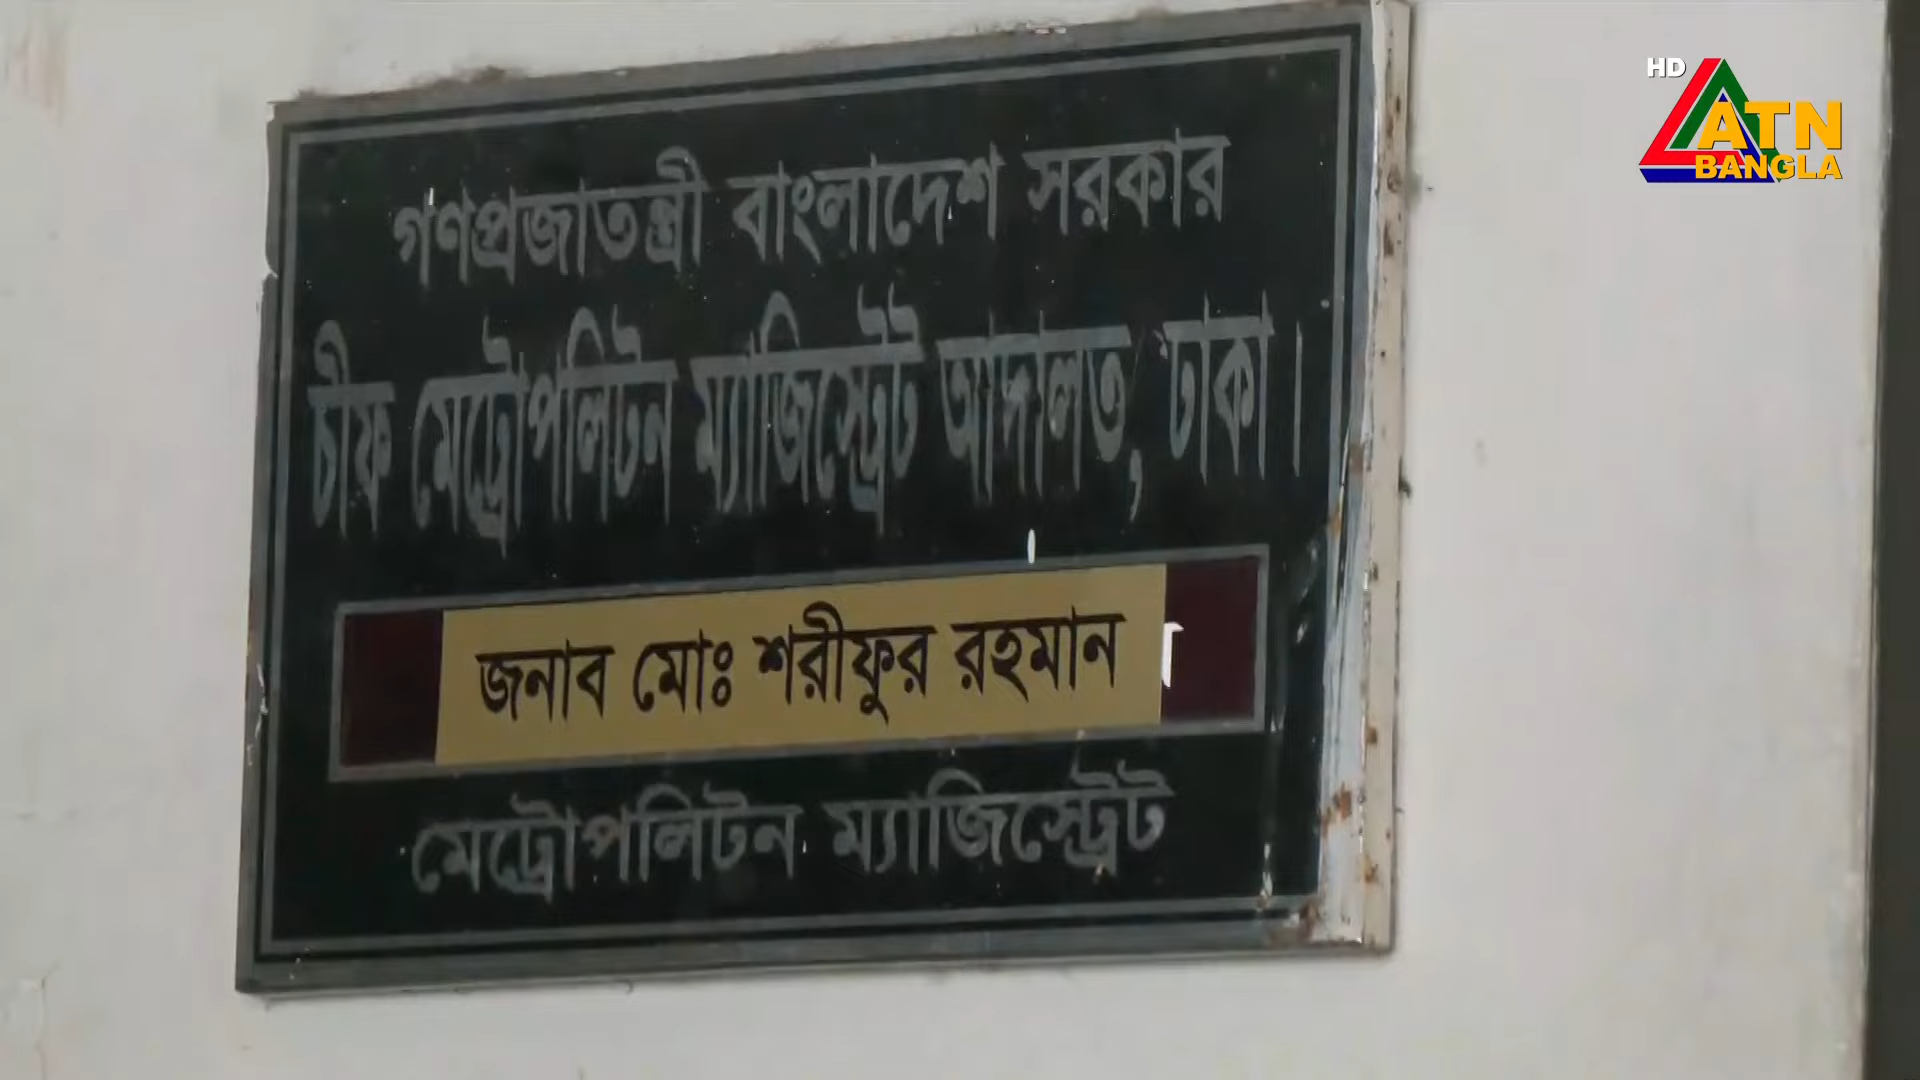 HD
ATN
BANGLA
গণপ্রজাতন্ত্রী বাংলাদেশ সরকার
চীফ মেট্রোপলিটন ম্যাজিস্ট্রেট আদালত, ঢাকা।
জনাব মোঃ শরীফুর রহমান
মেট্রোপলিটন ম্যাজিস্ট্রেট